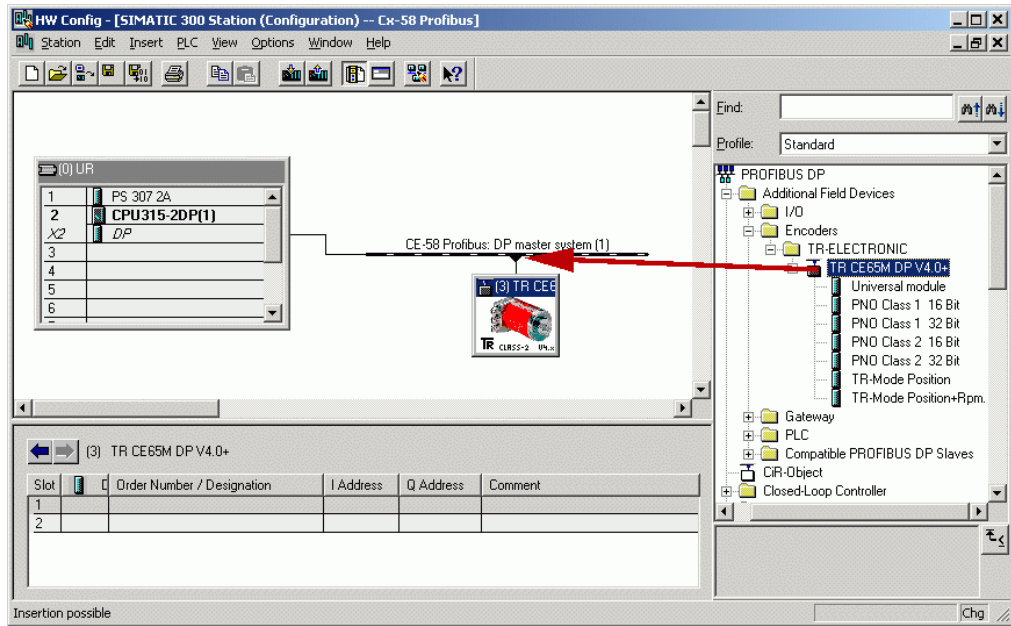 HW Config - [SIMATIC 300 Station (Configuration) -- Cx-58 Profibus]
Station Edit Insert PLC View Options Window Help
Find:
Profile: Standard
(0) UR
1 PS 307 2A
2 CPU315-2DP(1)
X2 DP
3
4
5
6
CE-58 Profibus: DP master system (1)
(3) TR CE6
TR CLASS-2 V4.x
PROFIBUS DP
Additional Field Devices
I/O
Encoders
TR-ELECTRONIC
TR CE65M DP V4.0+
Universal module
PNO Class 1 16 Bit
PNO Class 1 32 Bit
PNO Class 2 16 Bit
PNO Class 2 32 Bit
TR-Mode Position
TR-Mode Position+Rpm.
Gateway
PLC
Compatible PROFIBUS DP Slaves
CiR-Object
Closed-Loop Controller
(3) TR CE65M DP V4.0+
Slot Order Number / Designation I Address Q Address Comment
1
2
Insertion possible
Chg